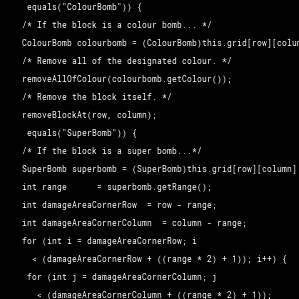 equals("ColourBomb")) {
/* If the block is a colour bomb... */
ColourBomb colourbomb = (ColourBomb)this.grid[row][colum
/* Remove all of the designated colour. */
removeAllOfColour(colourbomb.getColour());
/* Remove the block itself. */
removeBlockAt(row, column);
equals("SuperBomb")) {
/* If the block is a super bomb...*/
SuperBomb superbomb = (SuperBomb)this.grid[row][column]
int range = superbomb.getRange();
int damageAreaCornerRow = row - range;
int damageAreaCornerColumn = column - range;
for (int i = damageAreaCornerRow; i
< (damageAreaCornerRow + ((range * 2) + 1)); i++) {
for (int j = damageAreaCornerColumn; j
< (damageAreaCornerColumn + ((range * 2) + 1));